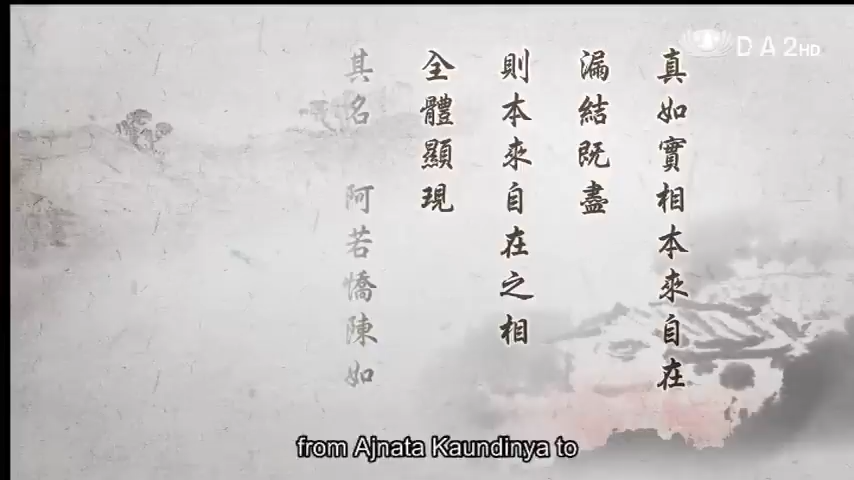 DA2HD
真如實相本來自在
漏結既盡
則本來自在之相
全體顯現
其名 阿若憍陳如
from Ajnata Kaundinya to